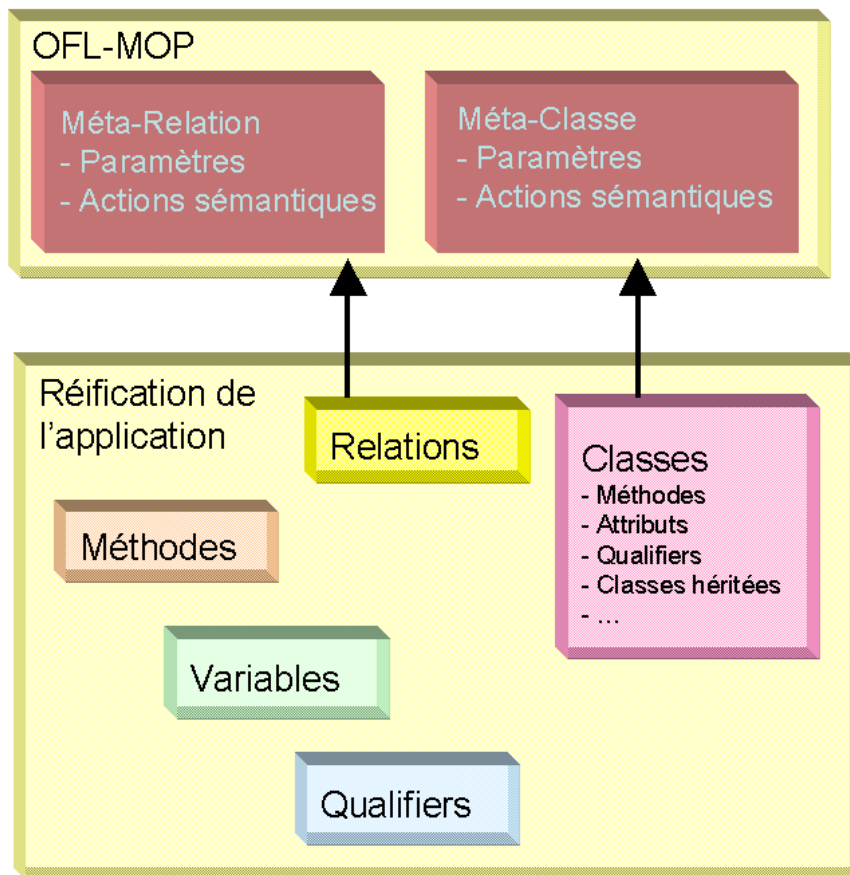 OFL-MOP
Méta-Relation
- Paramètres
- Actions sémantiques
Méta-Classe
- Paramètres
- Actions sémantiques
Réification de
l'application
Relations
Classes
- Méthodes
- Attributs
- Qualifiers
- Classes héritées
- ...
Méthodes
Variables
Qualifiers